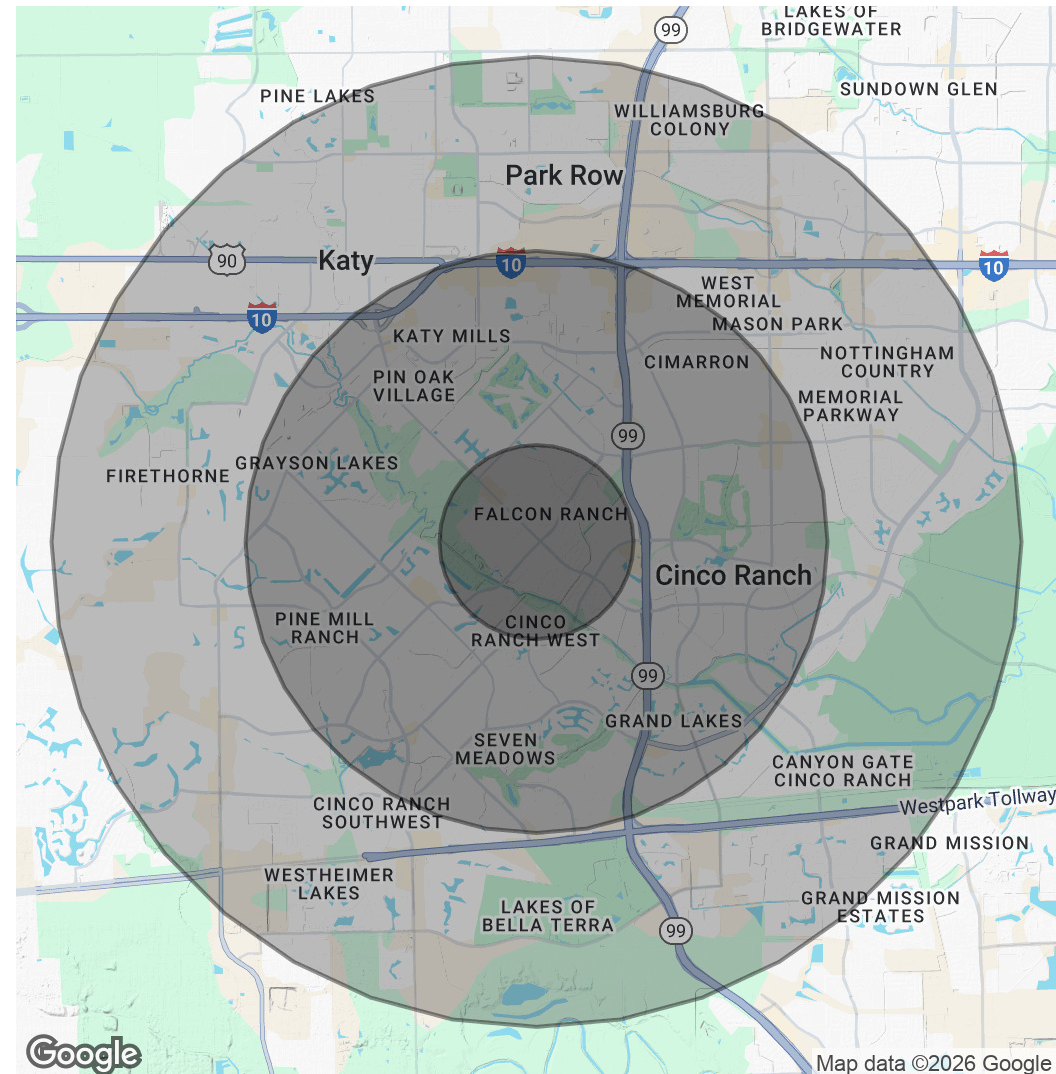 LAKES OF
BRIDGEWATER
99
SUNDOWN GLEN
PINE LAKES
WILLIAMSBURG
COLONY
Park Row
90
Katy
10
10
WEST
MEMORIAL
10
MASON PARK
KATY MILLS
CIMARRON
NOTTINGHAM
COUNTRY
PIN OAK
VILLAGE
MEMORIAL
PARKWAY
99
FIRETHORNE
GRAYSON LAKES
FALCON RANCH
Cinco Ranch
PINE MILL
RANCH
CINCO
RANCH WEST
99
GRAND LAKES
SEVEN
MEADOWS
CANYON GATE
CINCO RANCH
CINCO RANCH
SOUTHWEST
Westpark Tollway
GRAND MISSION
WESTHEIMER
LAKES
LAKES OF
BELLA TERRA
GRAND MISSION
ESTATES
99
Google
Map data ©2026 Google